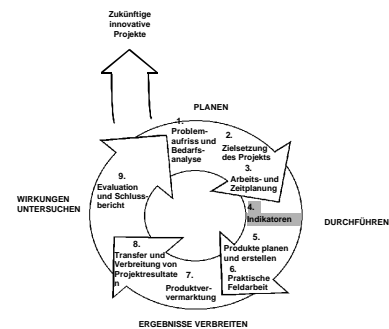 Zukünftige
innovative
Projekte
PLANEN
1.
Problem-
aufriss und
Bedarfs-
analyse
2.
Zielsetzung
des Projekts
3.
Arbeits- und
Zeitplanung
4.
Indikatoren
DURCHFÜHREN
5.
Produkte planen
und erstellen
6.
Praktische
Feldarbeit
7.
Produktver-
vermarktung
ERGEBNISSE VERBREITEN
8.
Transfer und
Verbreitung von
Projektresultate
n
9.
Evaluation
und Schluss-
bericht
WIRKUNGEN
UNTERSUCHEN